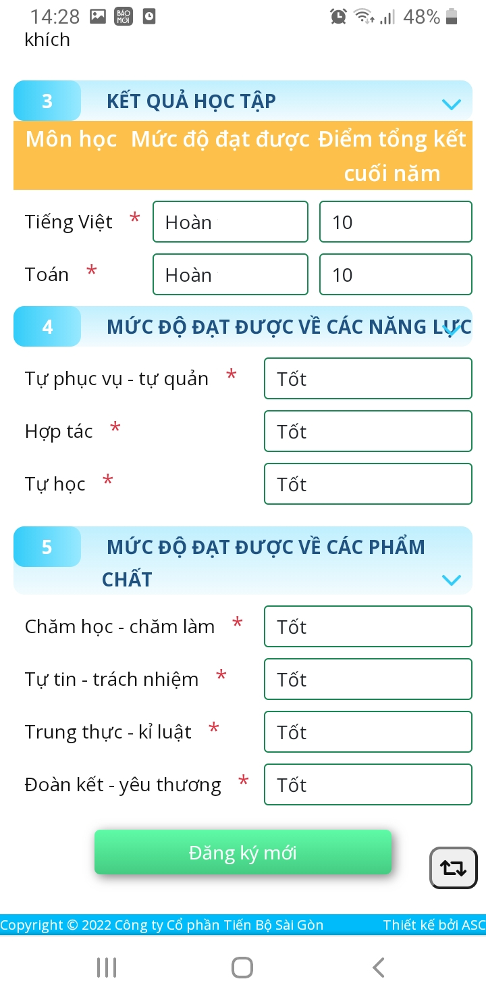 14:28 BÁO MỚI 48%
khích
3 KẾT QUẢ HỌC TẬP
Môn học Mức độ đạt được Điểm tổng kết
cuối năm
Tiếng Việt * Hoàn 10
Toán * Hoàn 10
4 MỨC ĐỘ ĐẠT ĐƯỢC VỀ CÁC NĂNG LỰC
Tự phục vụ - tự quản * Tốt
Hợp tác * Tốt
Tự học * Tốt
5 MỨC ĐỘ ĐẠT ĐƯỢC VỀ CÁC PHẨM
CHẤT
Chăm học - chăm làm * Tốt
Tự tin - trách nhiệm * Tốt
Trung thực - kỉ luật * Tốt
Đoàn kết - yêu thương * Tốt
Đăng ký mới
Copyright © 2022 Công ty Cổ phần Tiến Bộ Sài Gòn Thiết kế bởi ASC